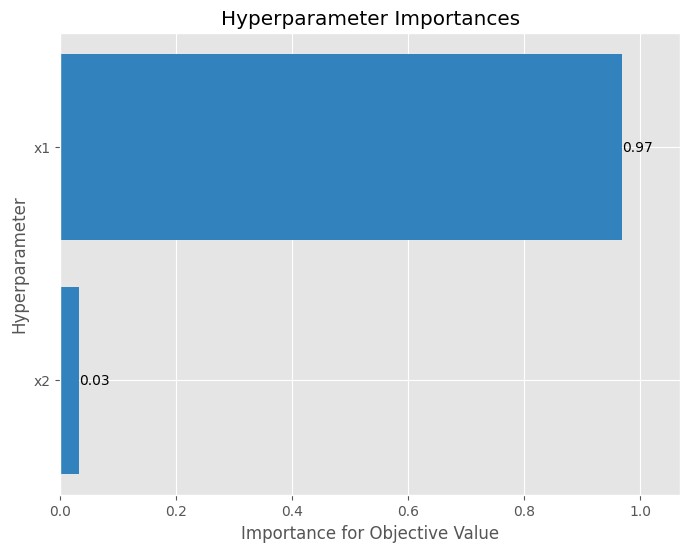 Hyperparameter Importances
Hyperparameter
x1
0.97
x2
0.03
0.0 0.2 0.4 0.6 0.8 1.0
Importance for Objective Value